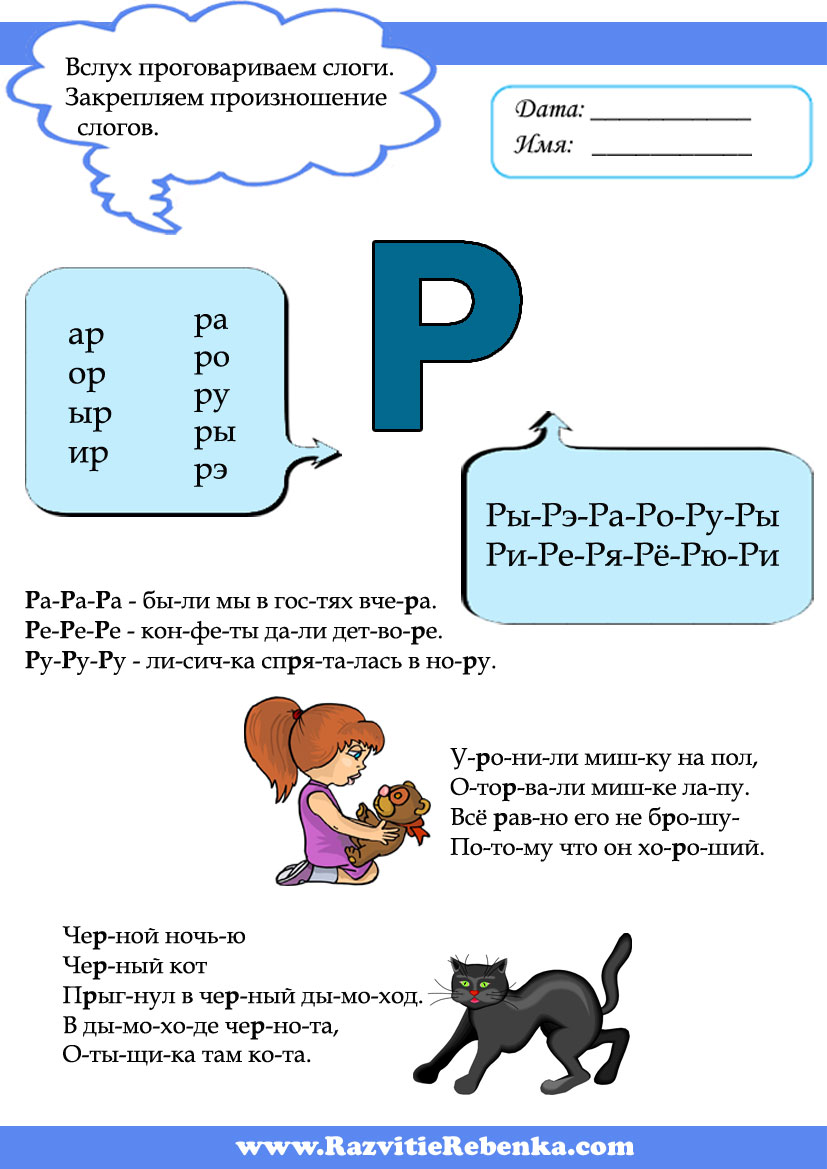 Вслух проговариваем слоги.
Закрепляем произношение
слогов.
Дата: ____________
Имя: ____________
Р
ар
ор
ыр
ир
ра
ро
ру
ры
рэ
Ры-Рэ-Ра-Ро-Ру-Ры
Ри-Ре-Ря-Рё-Рю-Ри
Ра-Ра-Ра - бы-ли мы в гос-тях вче-ра.
Ре-Ре-Ре - кон-фе-ты да-ли дет-во-ре.
Ру-Ру-Ру - ли-сич-ка спря-та-лась в но-ру.
У-ро-ни-ли миш-ку на пол,
О-тор-ва-ли миш-ке ла-пу.
Всё рав-но его не бро-шу-
По-то-му что он хо-ро-ший.
Чер-ной ночь-ю
Чер-ный кот
Прыг-нул в чер-ный ды-мо-ход.
В ды-мо-хо-де чер-но-та,
О-ты-щи-ка там ко-та.
www.RazvitieRebenka.com